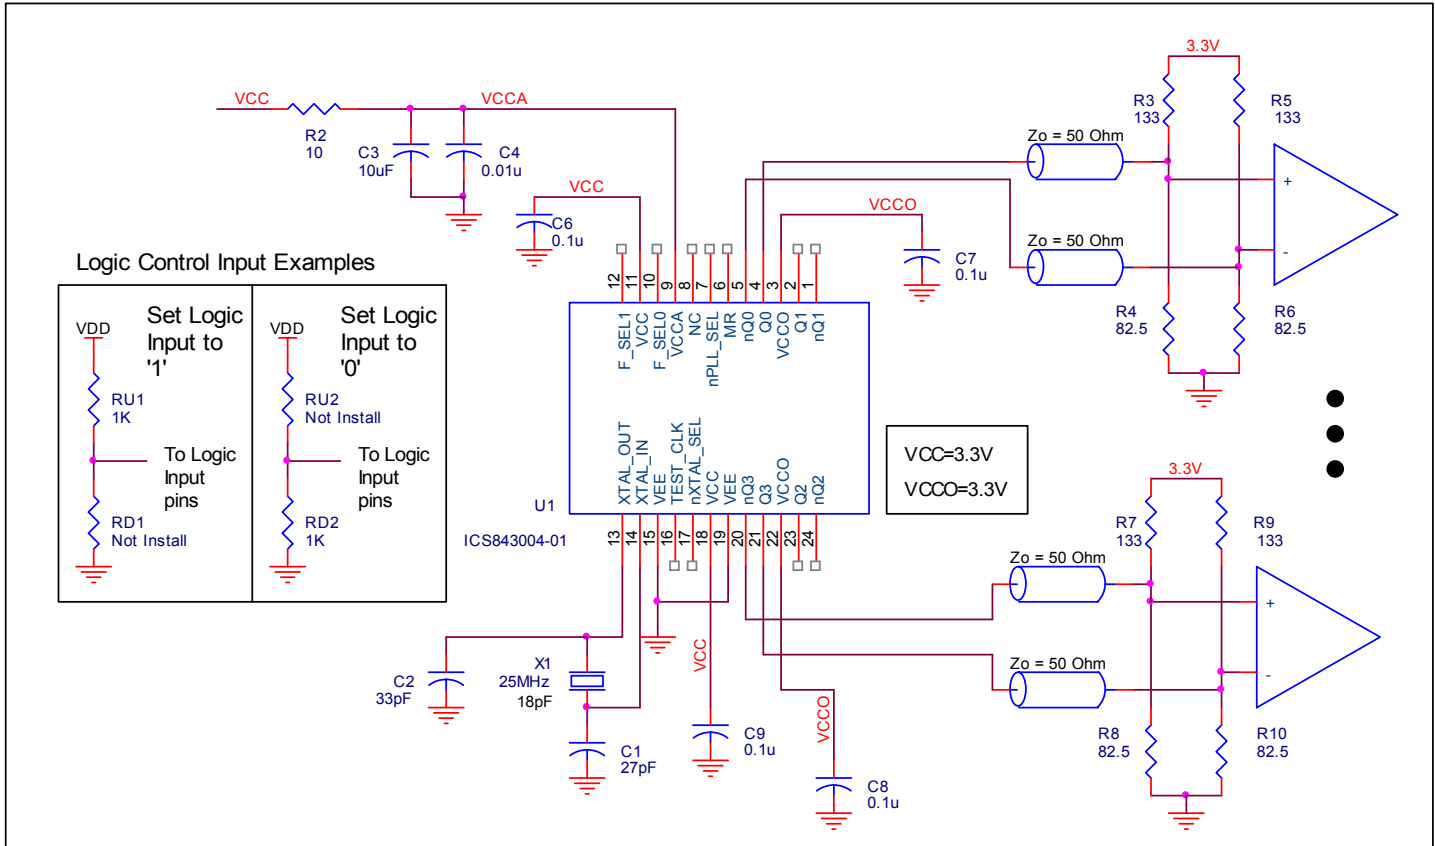 VCC
R2
10
VCCA
C3
10uF
C4
0.01u
VCC
C6
0.1u
VCCO
C7
0.1u
3.3V
R3
133
R5
133
Zo = 50 Ohm
Zo = 50 Ohm
+
-
R4
82.5
R6
82.5
Logic Control Input Examples
VDD
Set Logic
Input to
'1'
RU1
1K
To Logic
Input
pins
RD1
Not Install
VDD
Set Logic
Input to
'0'
RU2
Not Install
To Logic
Input
pins
RD2
1K
12
11
10
9
8
7
6
5
4
3
2
1
F_SEL1
VCC
F_SEL0
VCCA
NC
nPLL_SEL
MR
nQ0
Q0
VCCO
Q1
nQ1
XTAL_OUT
XTAL_IN
VEE
TEST_CLK
nXTAL_SEL
VCC
VEE
nQ3
Q3
VCCO
Q2
nQ2
U1
ICS843004-01
13
14
15
16
17
18
19
20
21
22
23
24
VCC=3.3V
VCCO=3.3V
3.3V
R7
133
R9
133
Zo = 50 Ohm
Zo = 50 Ohm
+
-
R8
82.5
R10
82.5
C2
33pF
X1
25MHz
18pF
C1
27pF
VCC
C9
0.1u
VCCO
C8
0.1u